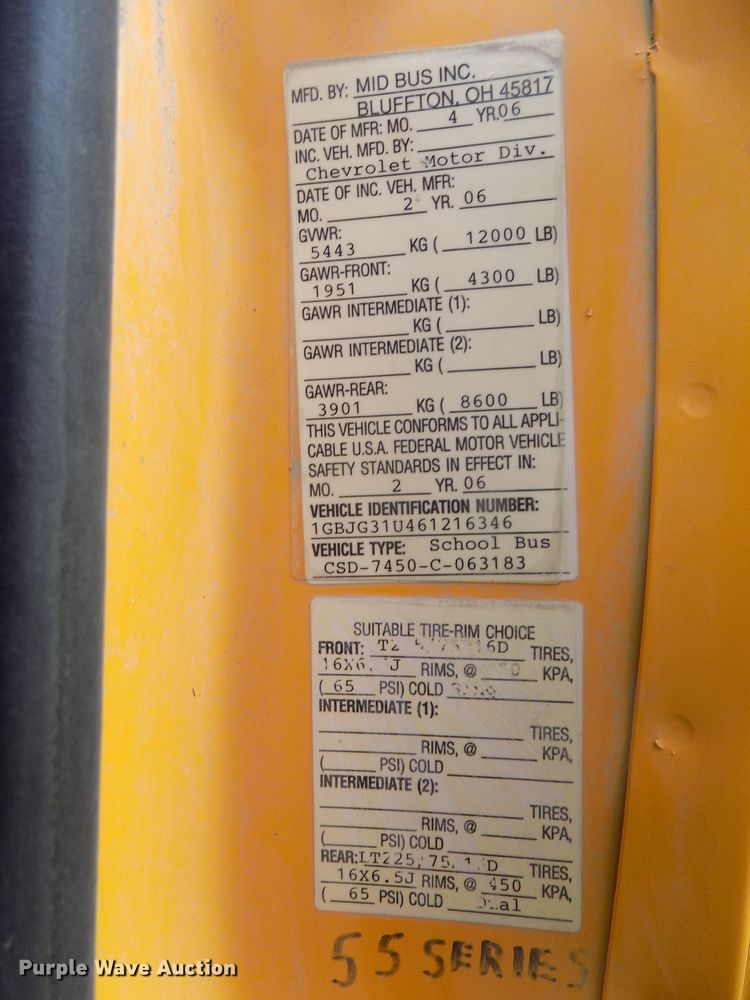 MFD. BY: MID BUS INC.
BLUFFTON, OH 45817
DATE OF MFR: MO. 4 YR. 06
INC. VEH. MFD. BY:
Chevrolet Motor Div.
DATE OF INC. VEH. MFR:
MO. 2 YR. 06
GVWR:
5443 KG ( 12000 LB)
GAWR-FRONT:
1951 KG ( 4300 LB)
GAWR INTERMEDIATE (1):
KG ( LB)
GAWR INTERMEDIATE (2):
KG ( LB)
GAWR-REAR:
3901 KG ( 8600 LB)
THIS VEHICLE CONFORMS TO ALL APPLI-
CABLE U.S.A. FEDERAL MOTOR VEHICLE
SAFETY STANDARDS IN EFFECT IN:
MO. 2 YR. 06
VEHICLE IDENTIFICATION NUMBER:
1GBJG31U461216346
VEHICLE TYPE: School Bus
CSD-7450-C-063183
SUITABLE TIRE-RIM CHOICE
FRONT: TIRES,
RIMS, @ KPA,
( 65 PSI) COLD
INTERMEDIATE (1):
TIRES,
RIMS, @ KPA,
( PSI) COLD
INTERMEDIATE (2):
TIRES,
RIMS, @ KPA,
( PSI) COLD
REAR: TIRES,
16X6.5J RIMS, @ 450 KPA,
( 65 PSI) COLD
55 SERIES
Purple Wave Auction